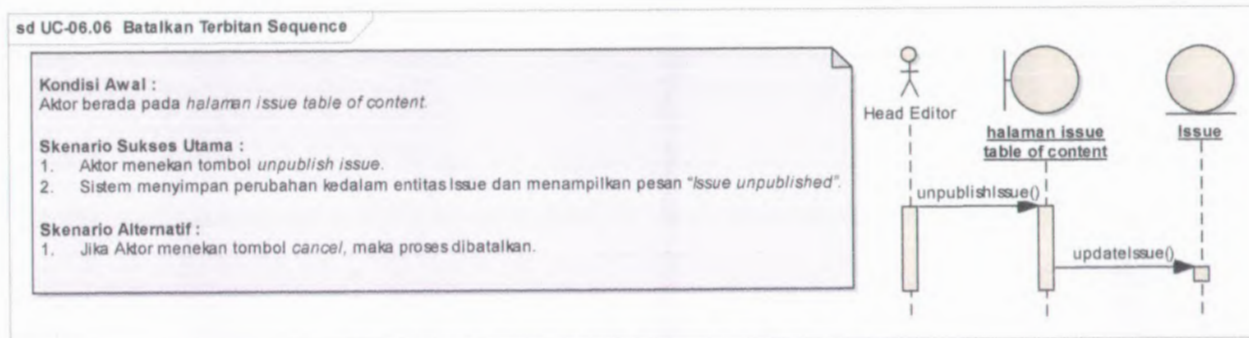 sd UC-06.06 Batalkan Terbitan Sequence
Kondisi Awal :
Aktor berada pada halaman issue table of content.
Skenario Sukses Utama :
1. Aktor menekan tombol unpublish issue.
2. Sistem menyimpan perubahan kedalam entitas Issue dan menampilkan pesan "Issue unpublished".
Skenario Alternatif :
1. Jika Aktor menekan tombol cancel, maka proses dibatalkan.
Head Editor
halaman issue
table of content
Issue
unpublishIssue()
updateIssue()